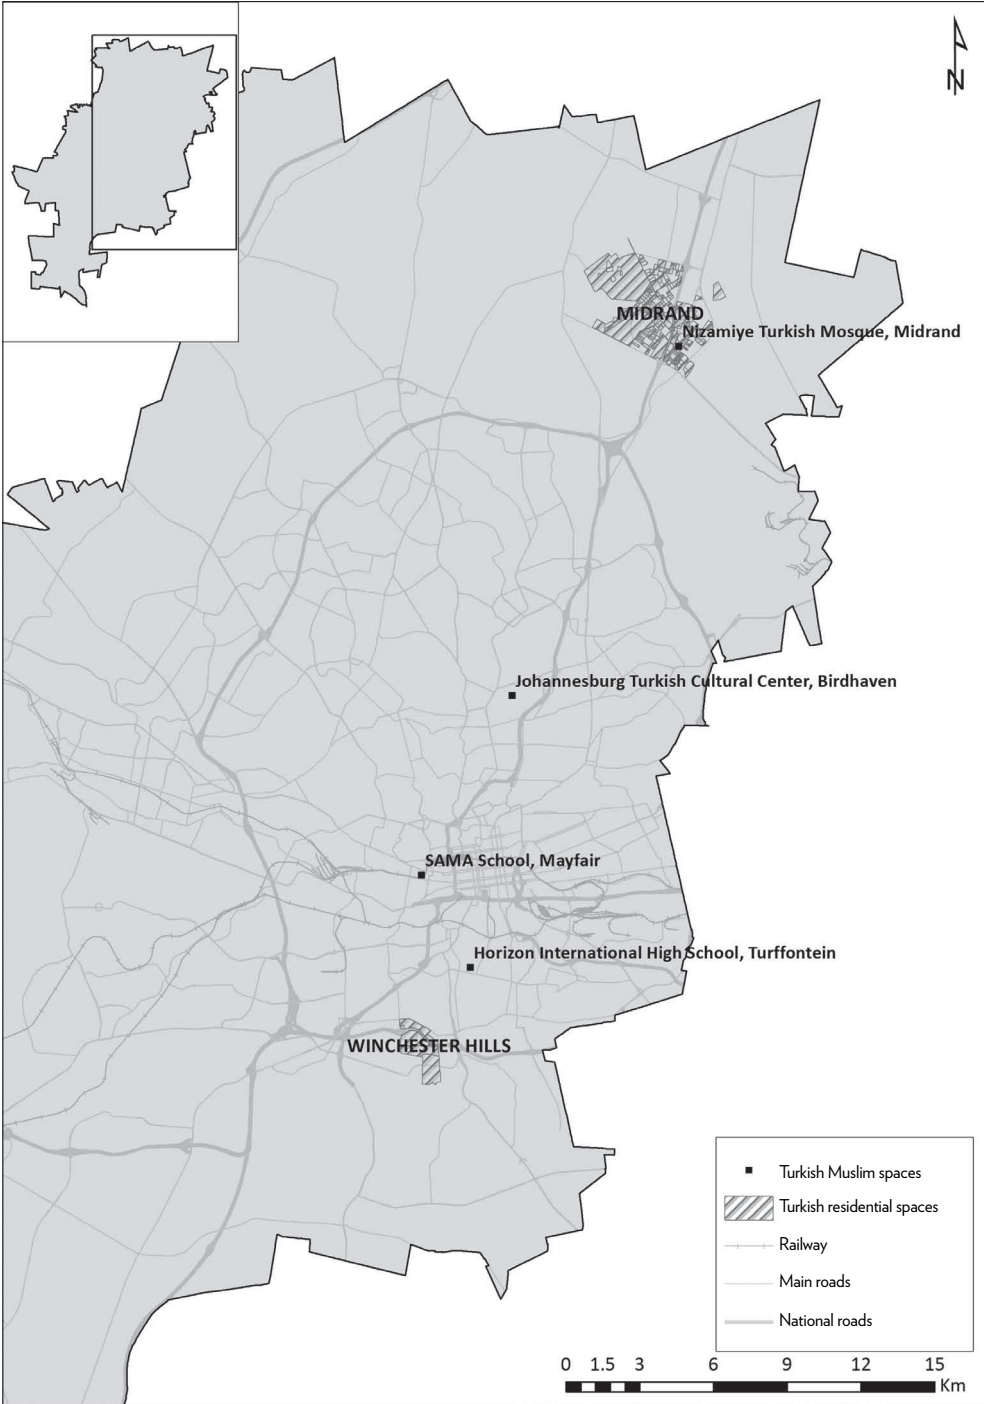 N
MIDRAND
Nizamiye Turkish Mosque, Midrand
Johannesburg Turkish Cultural Center, Birdhaven
SAMA School, Mayfair
Horizon International High School, Turffontein
WINCHESTER HILLS
Turkish Muslim spaces
Turkish residential spaces
Railway
Main roads
National roads
0 1.5 3 6 9 12 15
Km